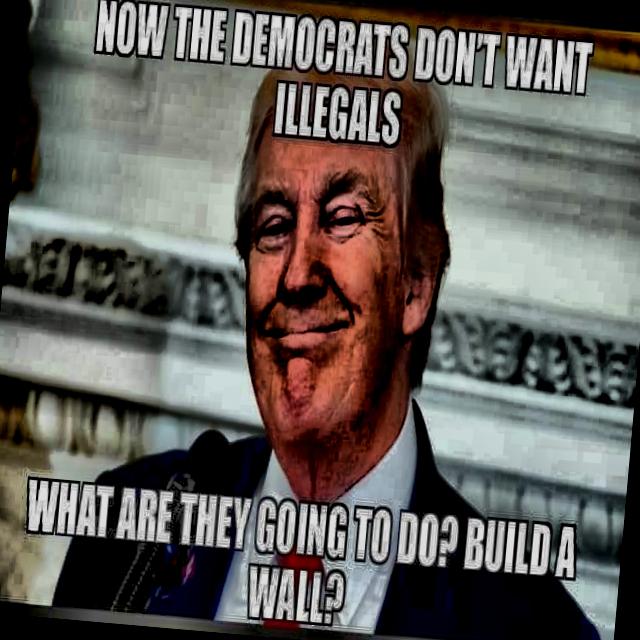 NOW THE DEMOCRATS DON'T WANT
ILLEGALS
WHAT ARE THEY GOING TO DO? BUILD A
WALL?